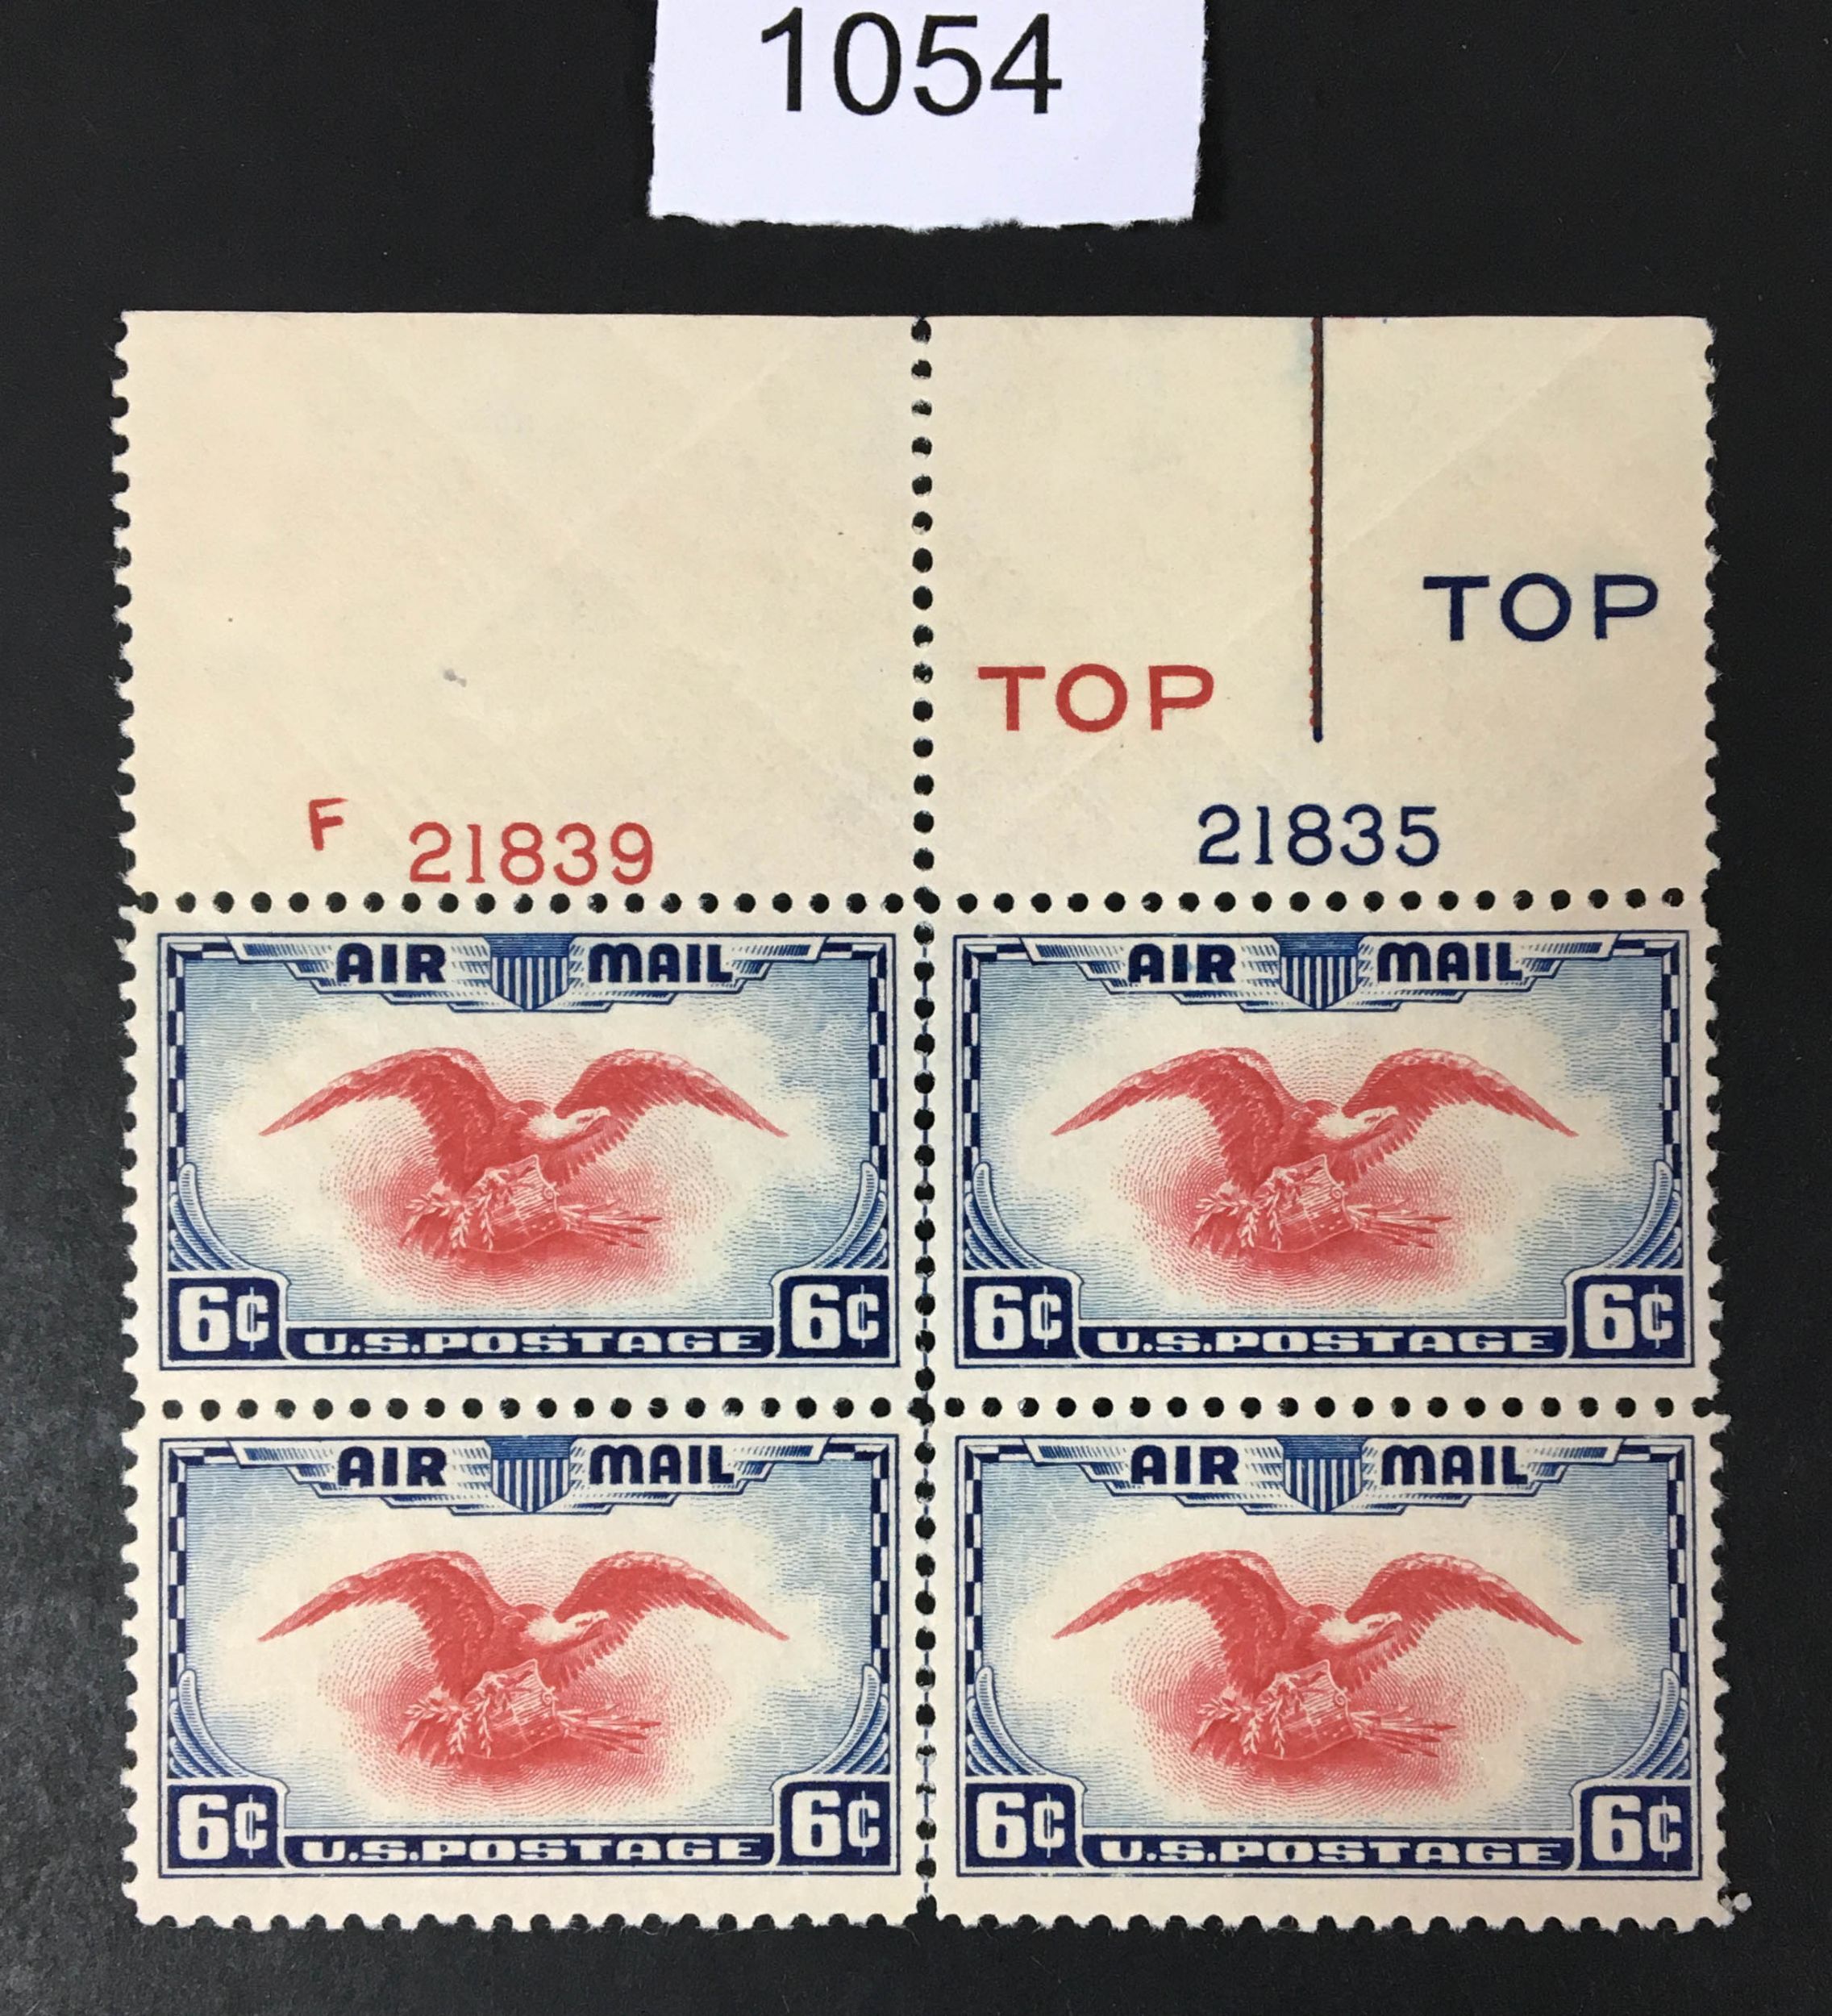 1054
TOP
TOP
F 21839
21835
AIR MAIL
6¢ U.S.POSTAGE 6¢
AIR MAIL
6¢ U.S.POSTAGE 6¢
AIR MAIL
6¢ U.S.POSTAGE 6¢
AIR MAIL
6¢ U.S.POSTAGE 6¢